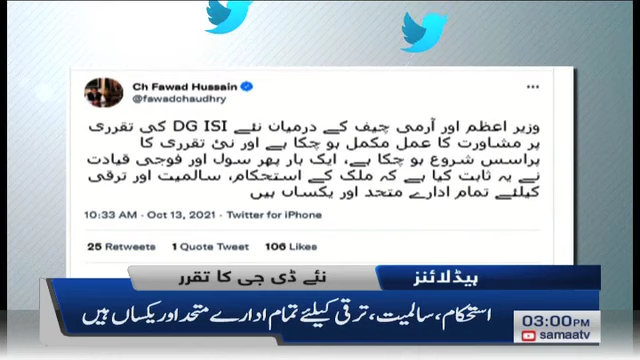 Ch Fawad Hussain
@fawadchaudhry
وزیر اعظم اور آرمی چیف کے درمیان نئے DG ISI کی تقرری
پر مشاورت کا عمل مکمل ہو چکا ہے اور نئ تقرری کا
پراسس شروع ہو چکا ہے، ایک بار پھر سول اور فوجی قیادت
نے یہ ثابت کیا ہے کہ ملک کے استحکام، سالمیت اور ترقی
کیلئے تمام ادارے متحد اور یکساں ہیں
10:33 AM · Oct 13, 2021 · Twitter for iPhone
25 Retweets 1 Quote Tweet 106 Likes
ہیڈلائنز
نئے ڈی جی کا تقرر
استحکام، سالمیت، ترقی کیلئے تمام ادارے متحد اور یکساں ہیں
03:00PM
samaatv